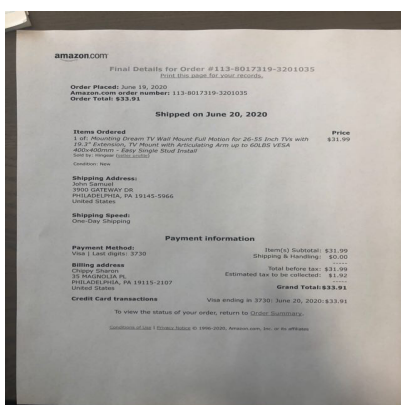 amazon.com
Final Details for Order #113-8017319-3201035
Print this page for your records.
Order Placed: June 19, 2020
Amazon.com order number: 113-8017319-3201035
Order Total: $33.91
Shipped on June 20, 2020
Items Ordered Price
1 of: Mounting Dream TV Wall Mount Full Motion for 26-55 Inch TVs with $31.99
19.3" Extension, TV Mount with Articulating Arm up to 60LBS VESA
400x400mm - Easy Single Stud Install
Sold by:
Condition: New
Shipping Address:
John Samuel
3900 GATEWAY DR
PHILADELPHIA, PA 19145-5066
United States
Shipping Speed:
One-Day Shipping
Payment information
Payment Method: Item(s) Subtotal: $31.99
Visa | Last digits: 3730 Shipping & Handling: $0.00
-----
Billing address Total before tax: $31.99
Chippy Sharon Estimated tax to be collected: $1.92
35 MAGNOLIA PL -----
PHILADELPHIA, PA 19115-2107 Grand Total: $33.91
United States
Credit Card transactions Visa ending in 3730: June 20, 2020: $33.91
To view the status of your order, return to Order Summary.
Conditions of Use | Privacy Notice © 1996-2020, Amazon.com, Inc. or its affiliates